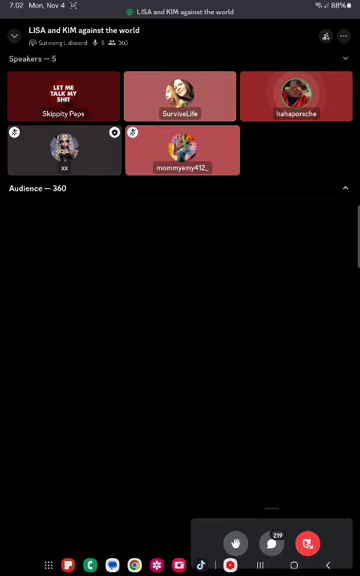 7:02 Mon, Nov 4
68%
LISA and KIM against the world
LISA and KIM against the world
Surviving L discord 5 360
Speakers — 5
LET ME
TALK MY
SHIT
Skippity Paps
SurviveLife
hahaporsche
xx
mommyamy412_
Audience — 360
219